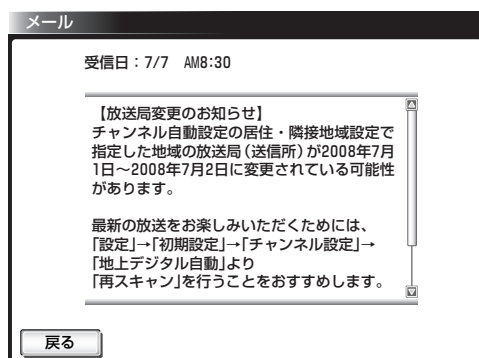 メール
受信日：7/7 AM8:30
【放送局変更のお知らせ】
チャンネル自動設定の居住・隣接地域設定で
指定した地域の放送局(送信所)が2008年7月
1日～2008年7月2日に変更されている可能性
があります。
最新の放送をお楽しみいただくためには、
「設定」→「初期設定」→「チャンネル設定」→
「地上デジタル自動」より
「再スキャン」を行うことをおすすめします。
戻る